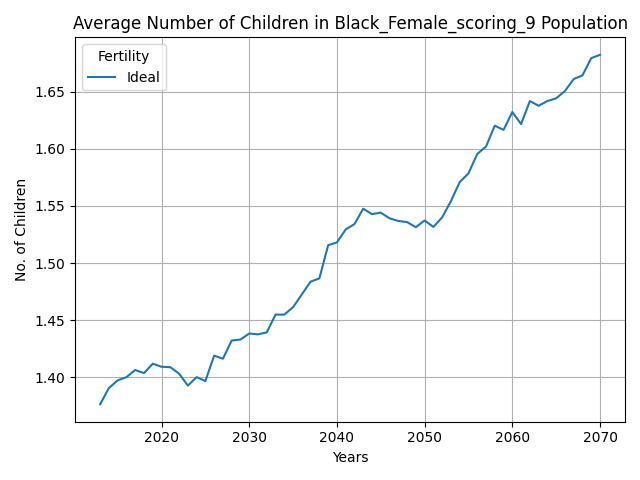 Average Number of Children in Black_Female_scoring_9 Population
Fertility
Ideal
No. of Children
1.65
1.60
1.55
1.50
1.45
1.40
2020 2030 2040 2050 2060 2070
Years